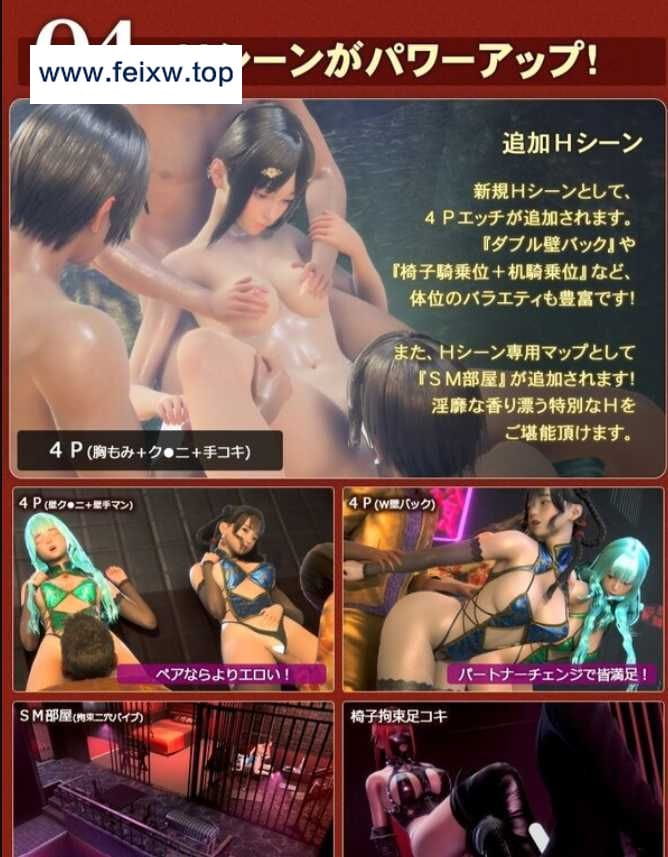 04
www.feixw.top
シーンがパワーアップ!
追加Hシーン
新規Hシーンとして、
4Pエッチが追加されます。
『ダブル壁バック』や
『椅子騎乗位+机騎乗位』など、
体位のバラエティも豊富です!
また、Hシーン専用マップとして
『SM部屋』が追加されます!
淫靡な香り漂う特別なHを
ご堪能頂けます。
4P(胸もみ+ク●ニ+手コキ)
4P(壁ク●ニ+壁手マン)
ペアならよりエロい!
4P(W壁バック)
パートナーチェンジで皆満足!
SM部屋(拘束二穴バイブ)
椅子拘束足コキ